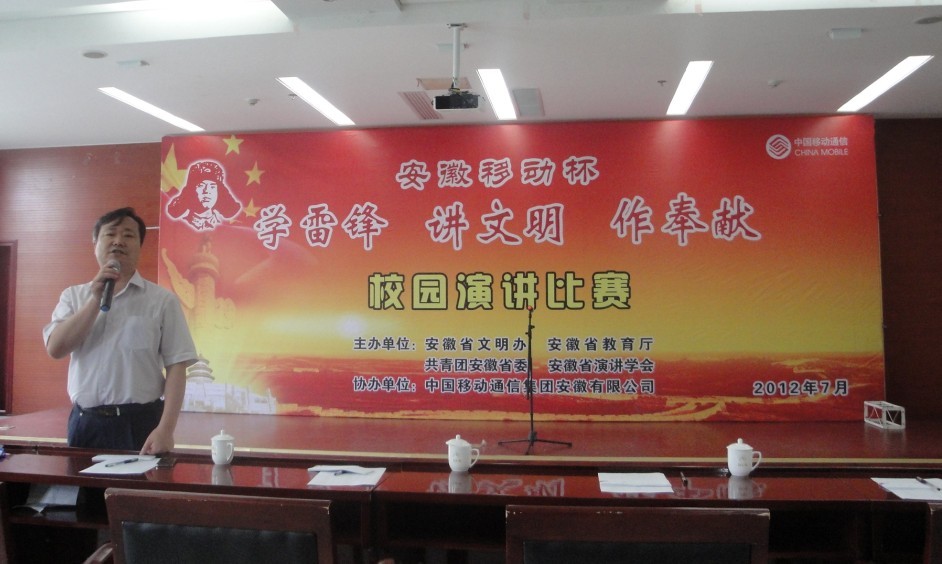 中国移动通信
CHINA MOBILE
安徽移动杯
学雷锋 讲文明 作奉献
校园演讲比赛
主办单位：安徽省文明办 安徽省教育厅
共青团安徽省委 安徽省演讲学会
协办单位：中国移动通信集团安徽有限公司
2012年7月